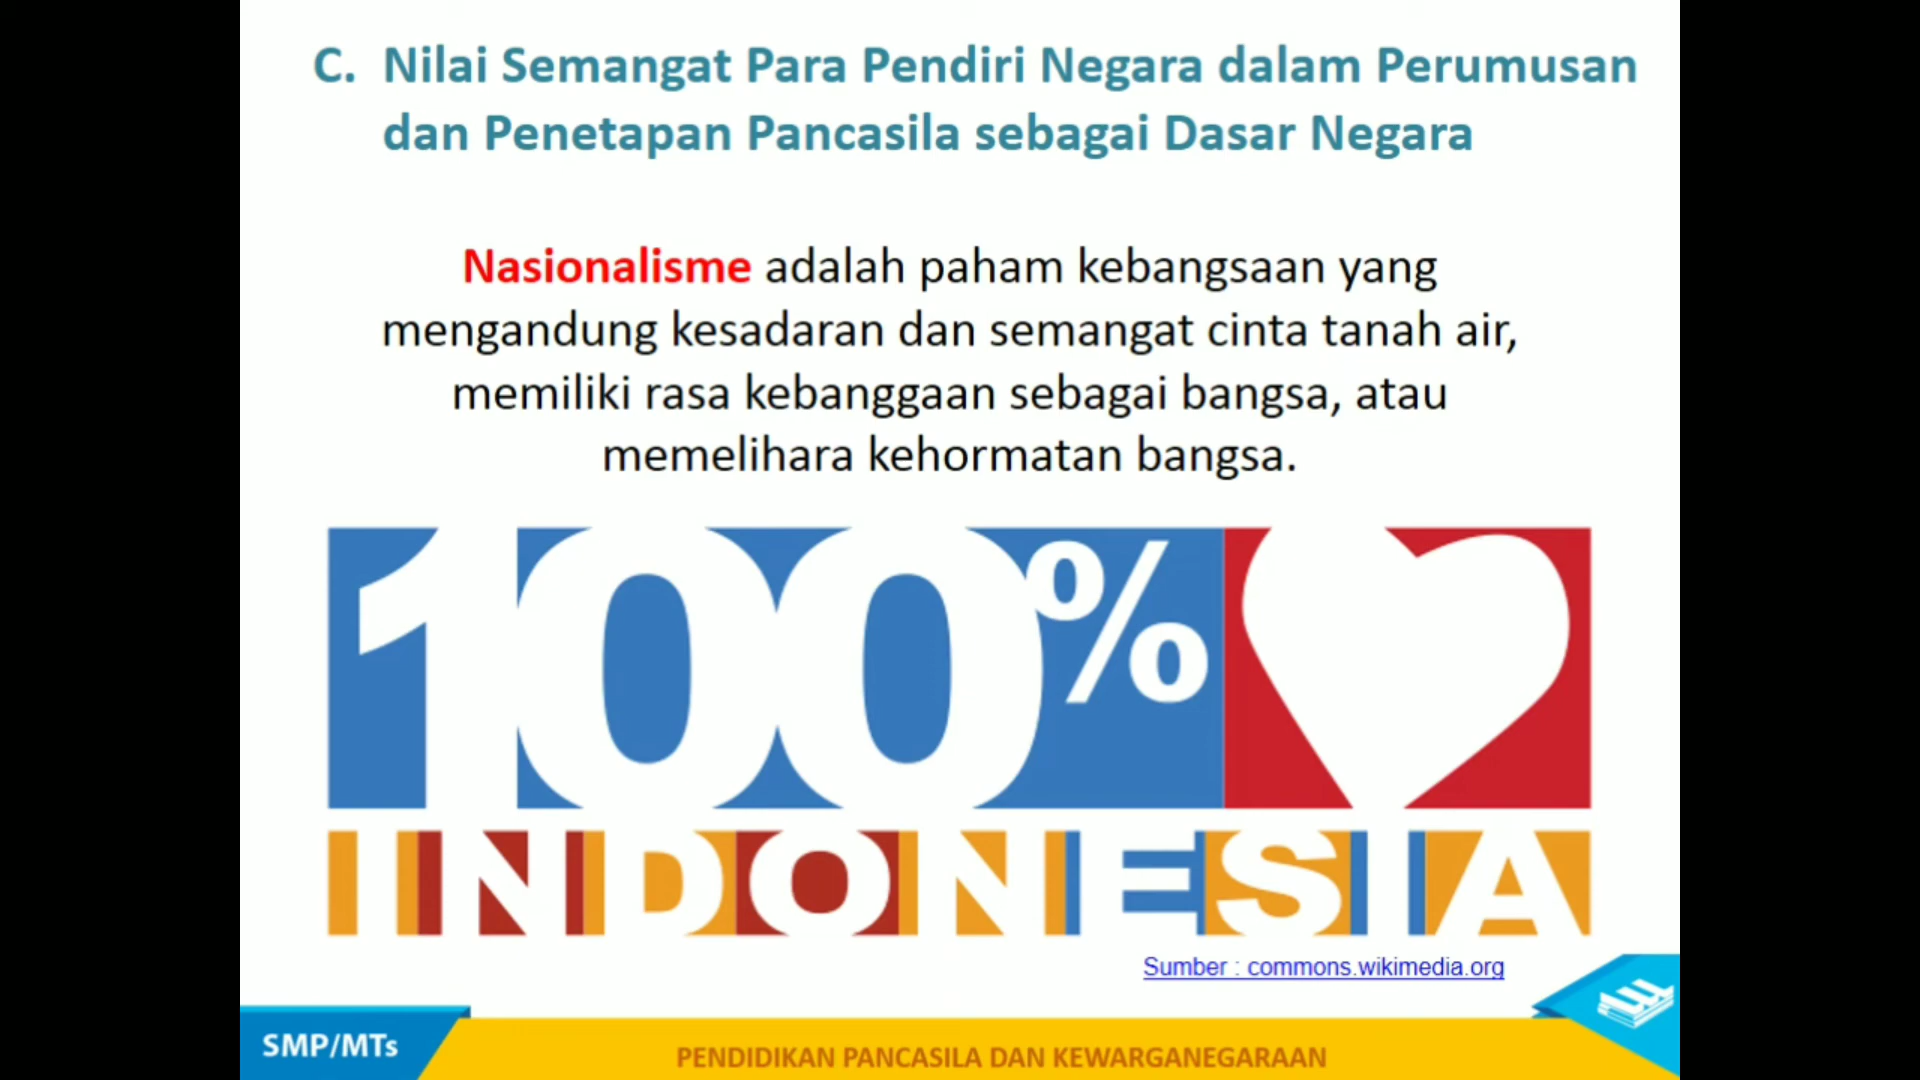 C. Nilai Semangat Para Pendiri Negara dalam Perumusan
dan Penetapan Pancasila sebagai Dasar Negara
Nasionalisme adalah paham kebangsaan yang
mengandung kesadaran dan semangat cinta tanah air,
memiliki rasa kebanggaan sebagai bangsa, atau
memelihara kehormatan bangsa.
100%
INDONESIA
Sumber : commons.wikimedia.org
SMP/MTs
PENDIDIKAN PANCASILA DAN KEWARGANEGARAAN